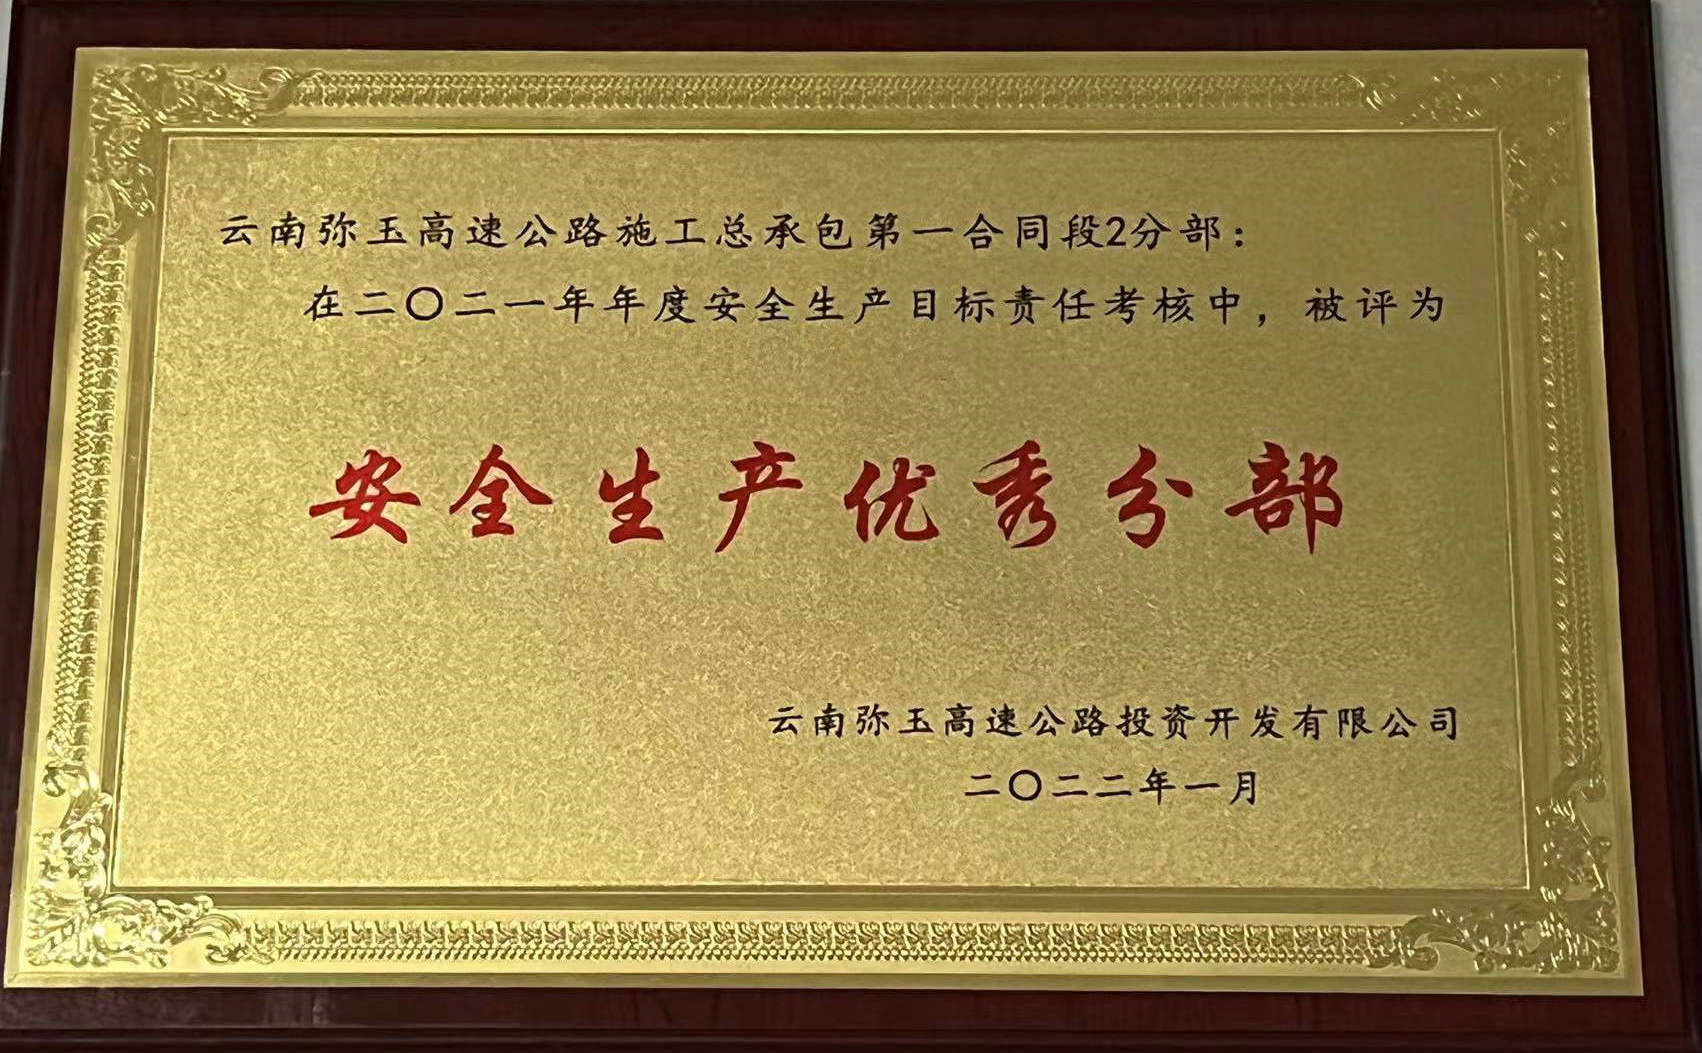 云南弥玉高速公路施工总承包第一合同段2分部：
在二〇二一年年度安全生产目标责任考核中，被评为
安全生产优秀分部
云南弥玉高速公路投资开发有限公司
二〇二二年一月